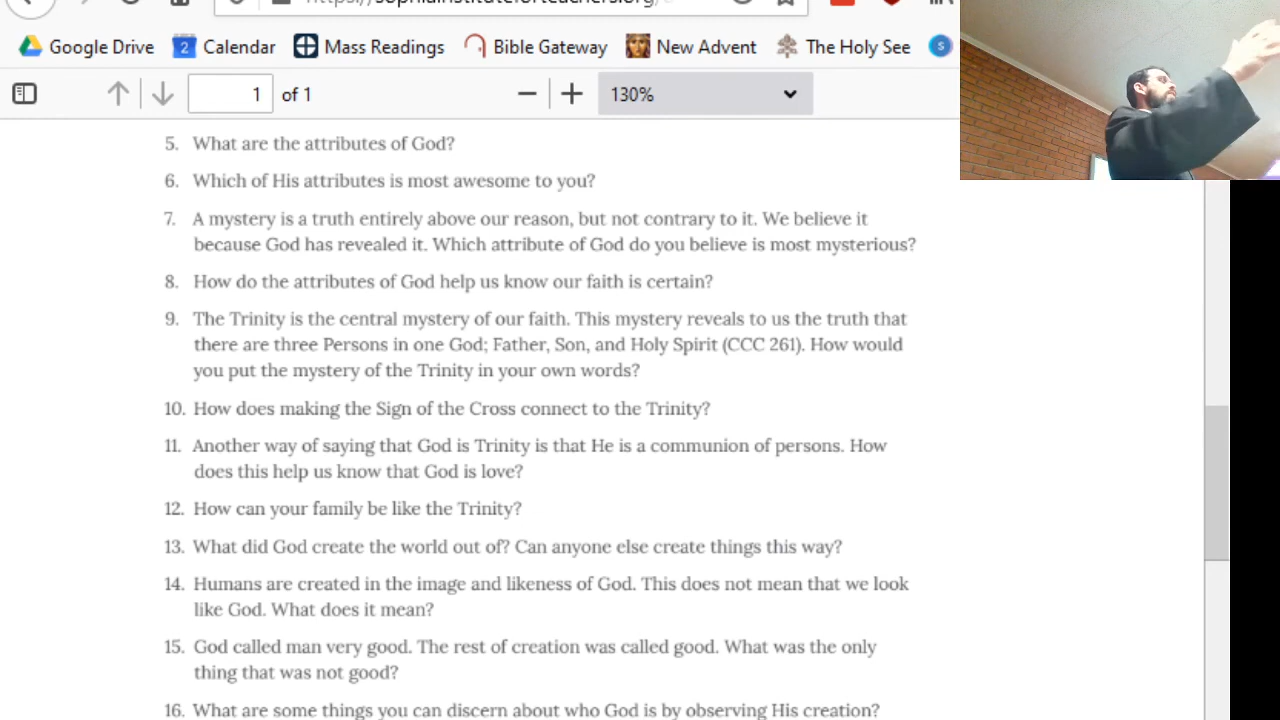 Google Drive 2 Calendar Mass Readings Bible Gateway New Advent The Holy See S
1 of 1 130%
5. What are the attributes of God?
6. Which of His attributes is most awesome to you?
7. A mystery is a truth entirely above our reason, but not contrary to it. We believe it
because God has revealed it. Which attribute of God do you believe is most mysterious?
8. How do the attributes of God help us know our faith is certain?
9. The Trinity is the central mystery of our faith. This mystery reveals to us the truth that
there are three Persons in one God; Father, Son, and Holy Spirit (CCC 261). How would
you put the mystery of the Trinity in your own words?
10. How does making the Sign of the Cross connect to the Trinity?
11. Another way of saying that God is Trinity is that He is a communion of persons. How
does this help us know that God is love?
12. How can your family be like the Trinity?
13. What did God create the world out of? Can anyone else create things this way?
14. Humans are created in the image and likeness of God. This does not mean that we look
like God. What does it mean?
15. God called man very good. The rest of creation was called good. What was the only
thing that was not good?
16. What are some things you can discern about who God is by observing His creation?